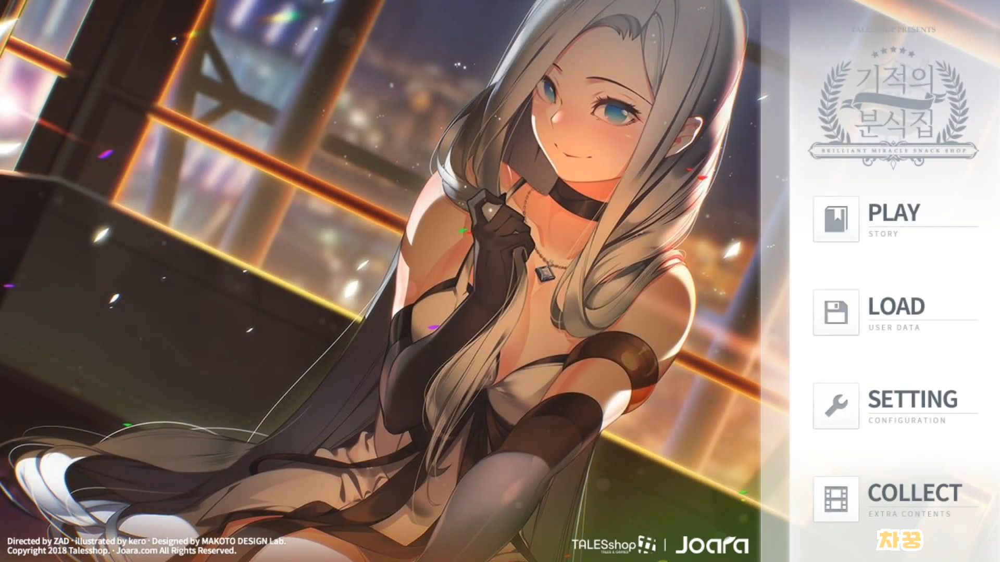 TALESSHOP PRESENTS
기적의
분식집
BRILLIANT MIRACLE SNACK SHOP
PLAY
STORY
LOAD
USER DATA
SETTING
CONFIGURATION
COLLECT
EXTRA CONTENTS
차꿍
Directed by ZAD · illustrated by kero · Designed by MAKOTO DESIGN Lab.
Copyright 2018 Talesshop. · Joara.com All Rights Reserved.
TALESshop
TALES & GAMES
Joara